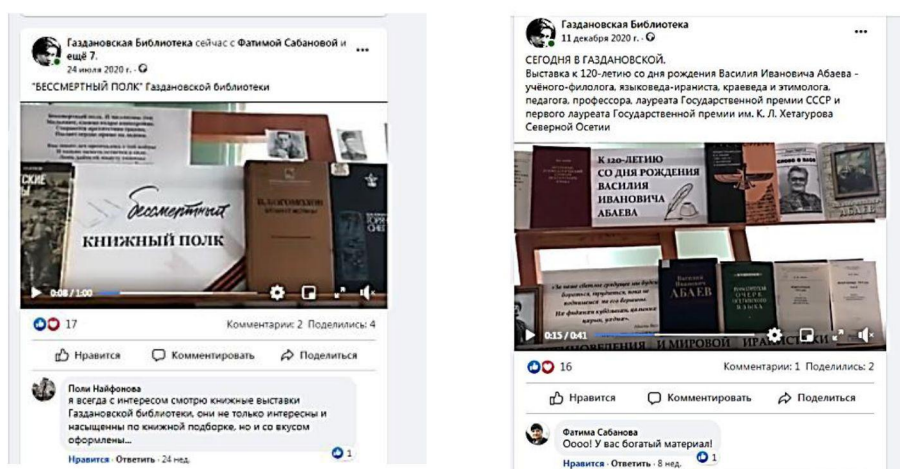 Газдановская Библиотека сейчас с Фатимой Сабановой и
ещё 7.
24 июля 2020 г.
"БЕССМЕРТНЫЙ ПОЛК" Газдановской библиотеки
бессмертный
КНИЖНЫЙ ПОЛК
В. БОГОМОЛОВ
0:08 / 1:00
17
Комментарии: 2 Поделились: 4
Нравится Комментировать Поделиться
Поли Найфонова
я всегда с интересом смотрю книжные выставки
Газдановской библиотеки, они не только интересны и
насыщенны по книжной подборке, но и со вкусом
оформлены...
1
Нравится · Ответить · 24 нед.
Газдановская Библиотека
11 декабря 2020 г.
СЕГОДНЯ В ГАЗДАНОВСКОЙ.
Выставка к 120-летию со дня рождения Василия Ивановича Абаева -
учёного-филолога, языковеда-ираниста, краеведа и этимолога,
педагога, профессора, лауреата Государственной премии СССР и
первого лауреата Государственной премии им. К. Л. Хетагурова
Северной Осетии
К 120-ЛЕТИЮ
СО ДНЯ РОЖДЕНИЯ
ВАСИЛИЯ
ИВАНОВИЧА
АБАЕВА
АБАЕВ
Василий
Иванович
АБАЕВ
0:15 / 0:41
И МИРОВОЙ ИРАНИСТИКИ
16
Комментарии: 1 Поделились: 2
Нравится Комментировать Поделиться
Фатима Сабанова
Оооо! У вас богатый материал!
1
Нравится · Ответить · 8 нед.